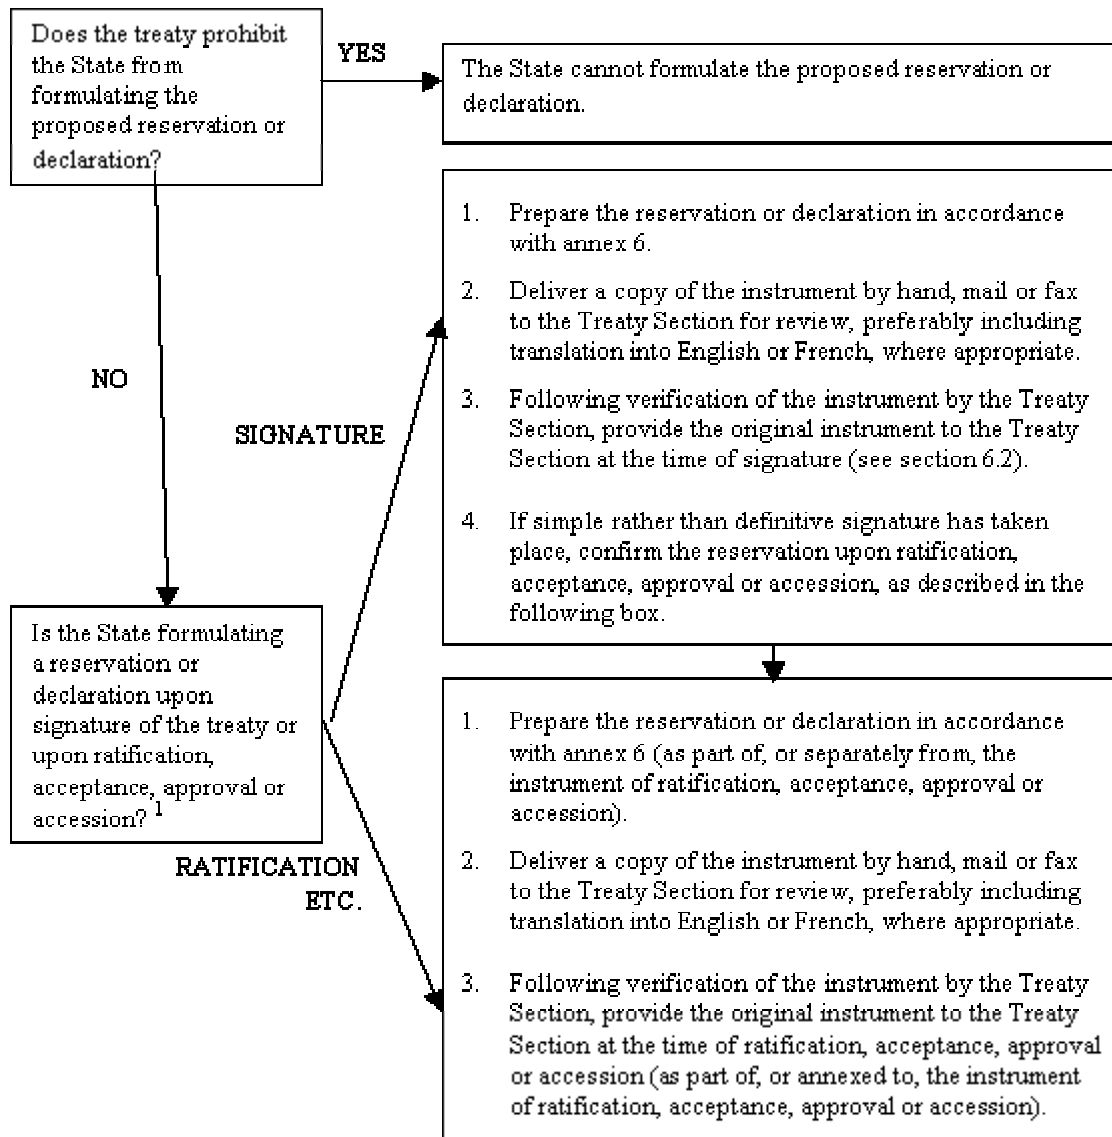 Does the treaty prohibit
the State from
formulating the
proposed reservation or
declaration?
YES
The State cannot formulate the proposed reservation or
declaration.
NO
Is the State formulating
a reservation or
declaration upon
signature of the treaty or
upon ratification,
acceptance, approval or
accession? 1
SIGNATURE
1. Prepare the reservation or declaration in accordance
with annex 6.
2. Deliver a copy of the instrument by hand, mail or fax
to the Treaty Section for review, preferably including
translation into English or French, where appropriate.
3. Following verification of the instrument by the Treaty
Section, provide the original instrument to the Treaty
Section at the time of signature (see section 6.2).
4. If simple rather than definitive signature has taken
place, confirm the reservation upon ratification,
acceptance, approval or accession, as described in the
following box.
RATIFICATION
ETC.
1. Prepare the reservation or declaration in accordance
with annex 6 (as part of, or separately from, the
instrument of ratification, acceptance, approval or
accession).
2. Deliver a copy of the instrument by hand, mail or fax
to the Treaty Section for review, preferably including
translation into English or French, where appropriate.
3. Following verification of the instrument by the Treaty
Section, provide the original instrument to the Treaty
Section at the time of ratification, acceptance, approval
or accession (as part of, or annexed to, the instrument
of ratification, acceptance, approval or accession).